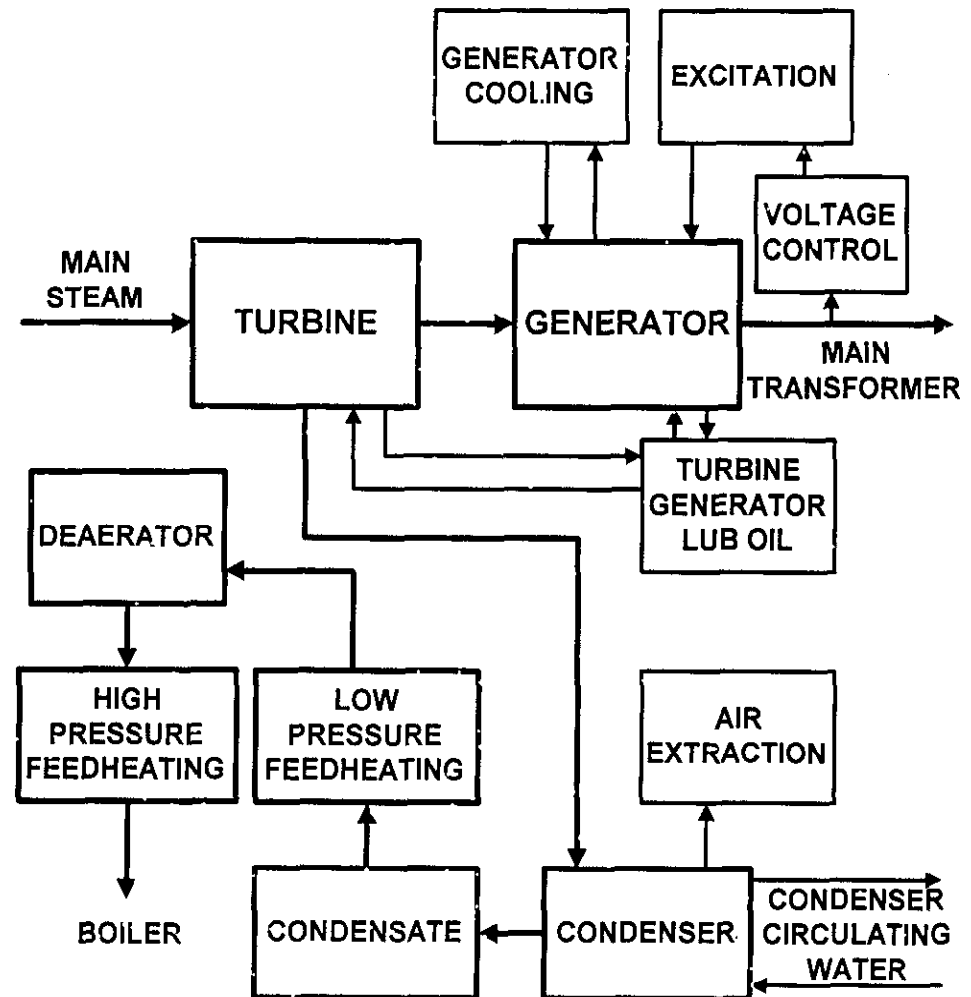 GENERATOR
COOLING
EXCITATION
VOLTAGE
CONTROL
MAIN
STEAM
TURBINE
GENERATOR
MAIN
TRANSFORMER
TURBINE
GENERATOR
LUB OIL
DEAERATOR
HIGH
PRESSURE
FEEDHEATING
LOW
PRESSURE
FEEDHEATING
AIR
EXTRACTION
BOILER
CONDENSATE
CONDENSER
CONDENSER
CIRCULATING
WATER